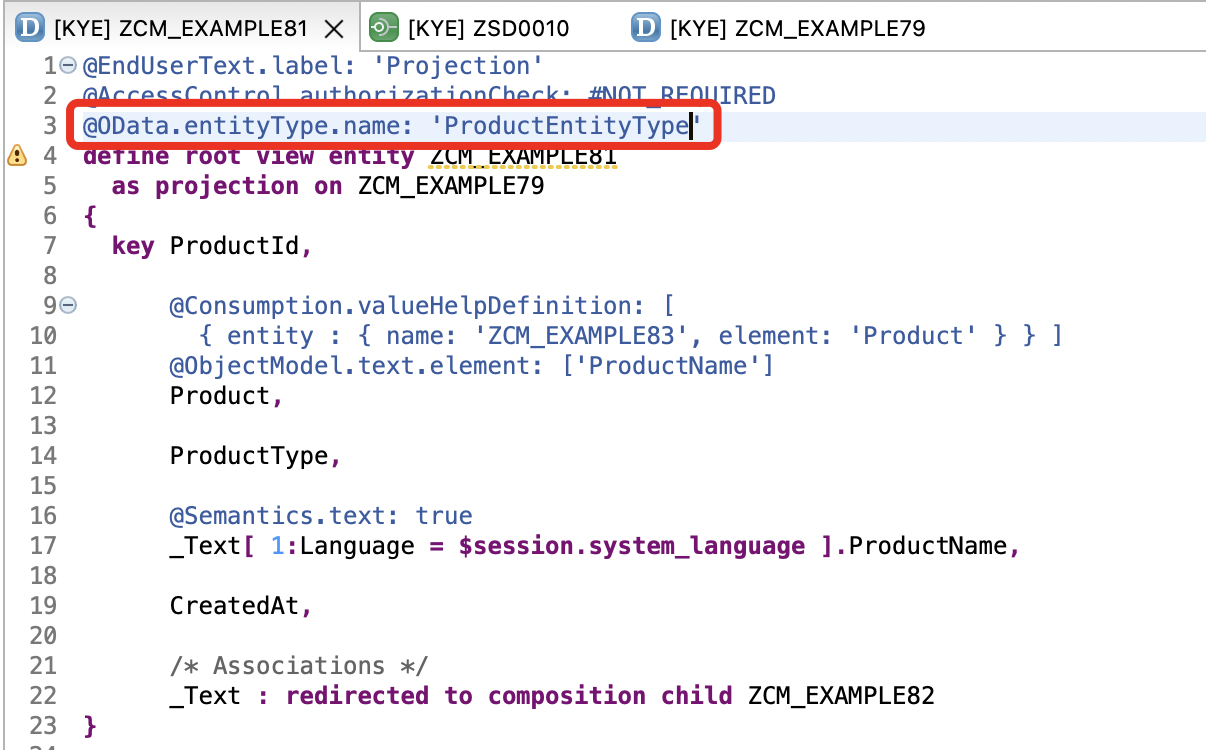 [KYE] ZCM_EXAMPLE81 [KYE] ZSD0010 [KYE] ZCM_EXAMPLE79
1 @EndUserText.label: 'Projection'
2 @AccessControl.authorizationCheck: #NOT_REQUIRED
3 @OData.entityType.name: 'ProductEntityType'
4 define root view entity ZCM_EXAMPLE81
5 as projection on ZCM_EXAMPLE79
6 {
7 key ProductId,
8
9 @Consumption.valueHelpDefinition: [
10 { entity : { name: 'ZCM_EXAMPLE83', element: 'Product' } } ]
11 @ObjectModel.text.element: ['ProductName']
12 Product,
13
14 ProductType,
15
16 @Semantics.text: true
17 _Text[ 1:Language = $session.system_language ].ProductName,
18
19 CreatedAt,
20
21 /* Associations */
22 _Text : redirected to composition child ZCM_EXAMPLE82
23 }